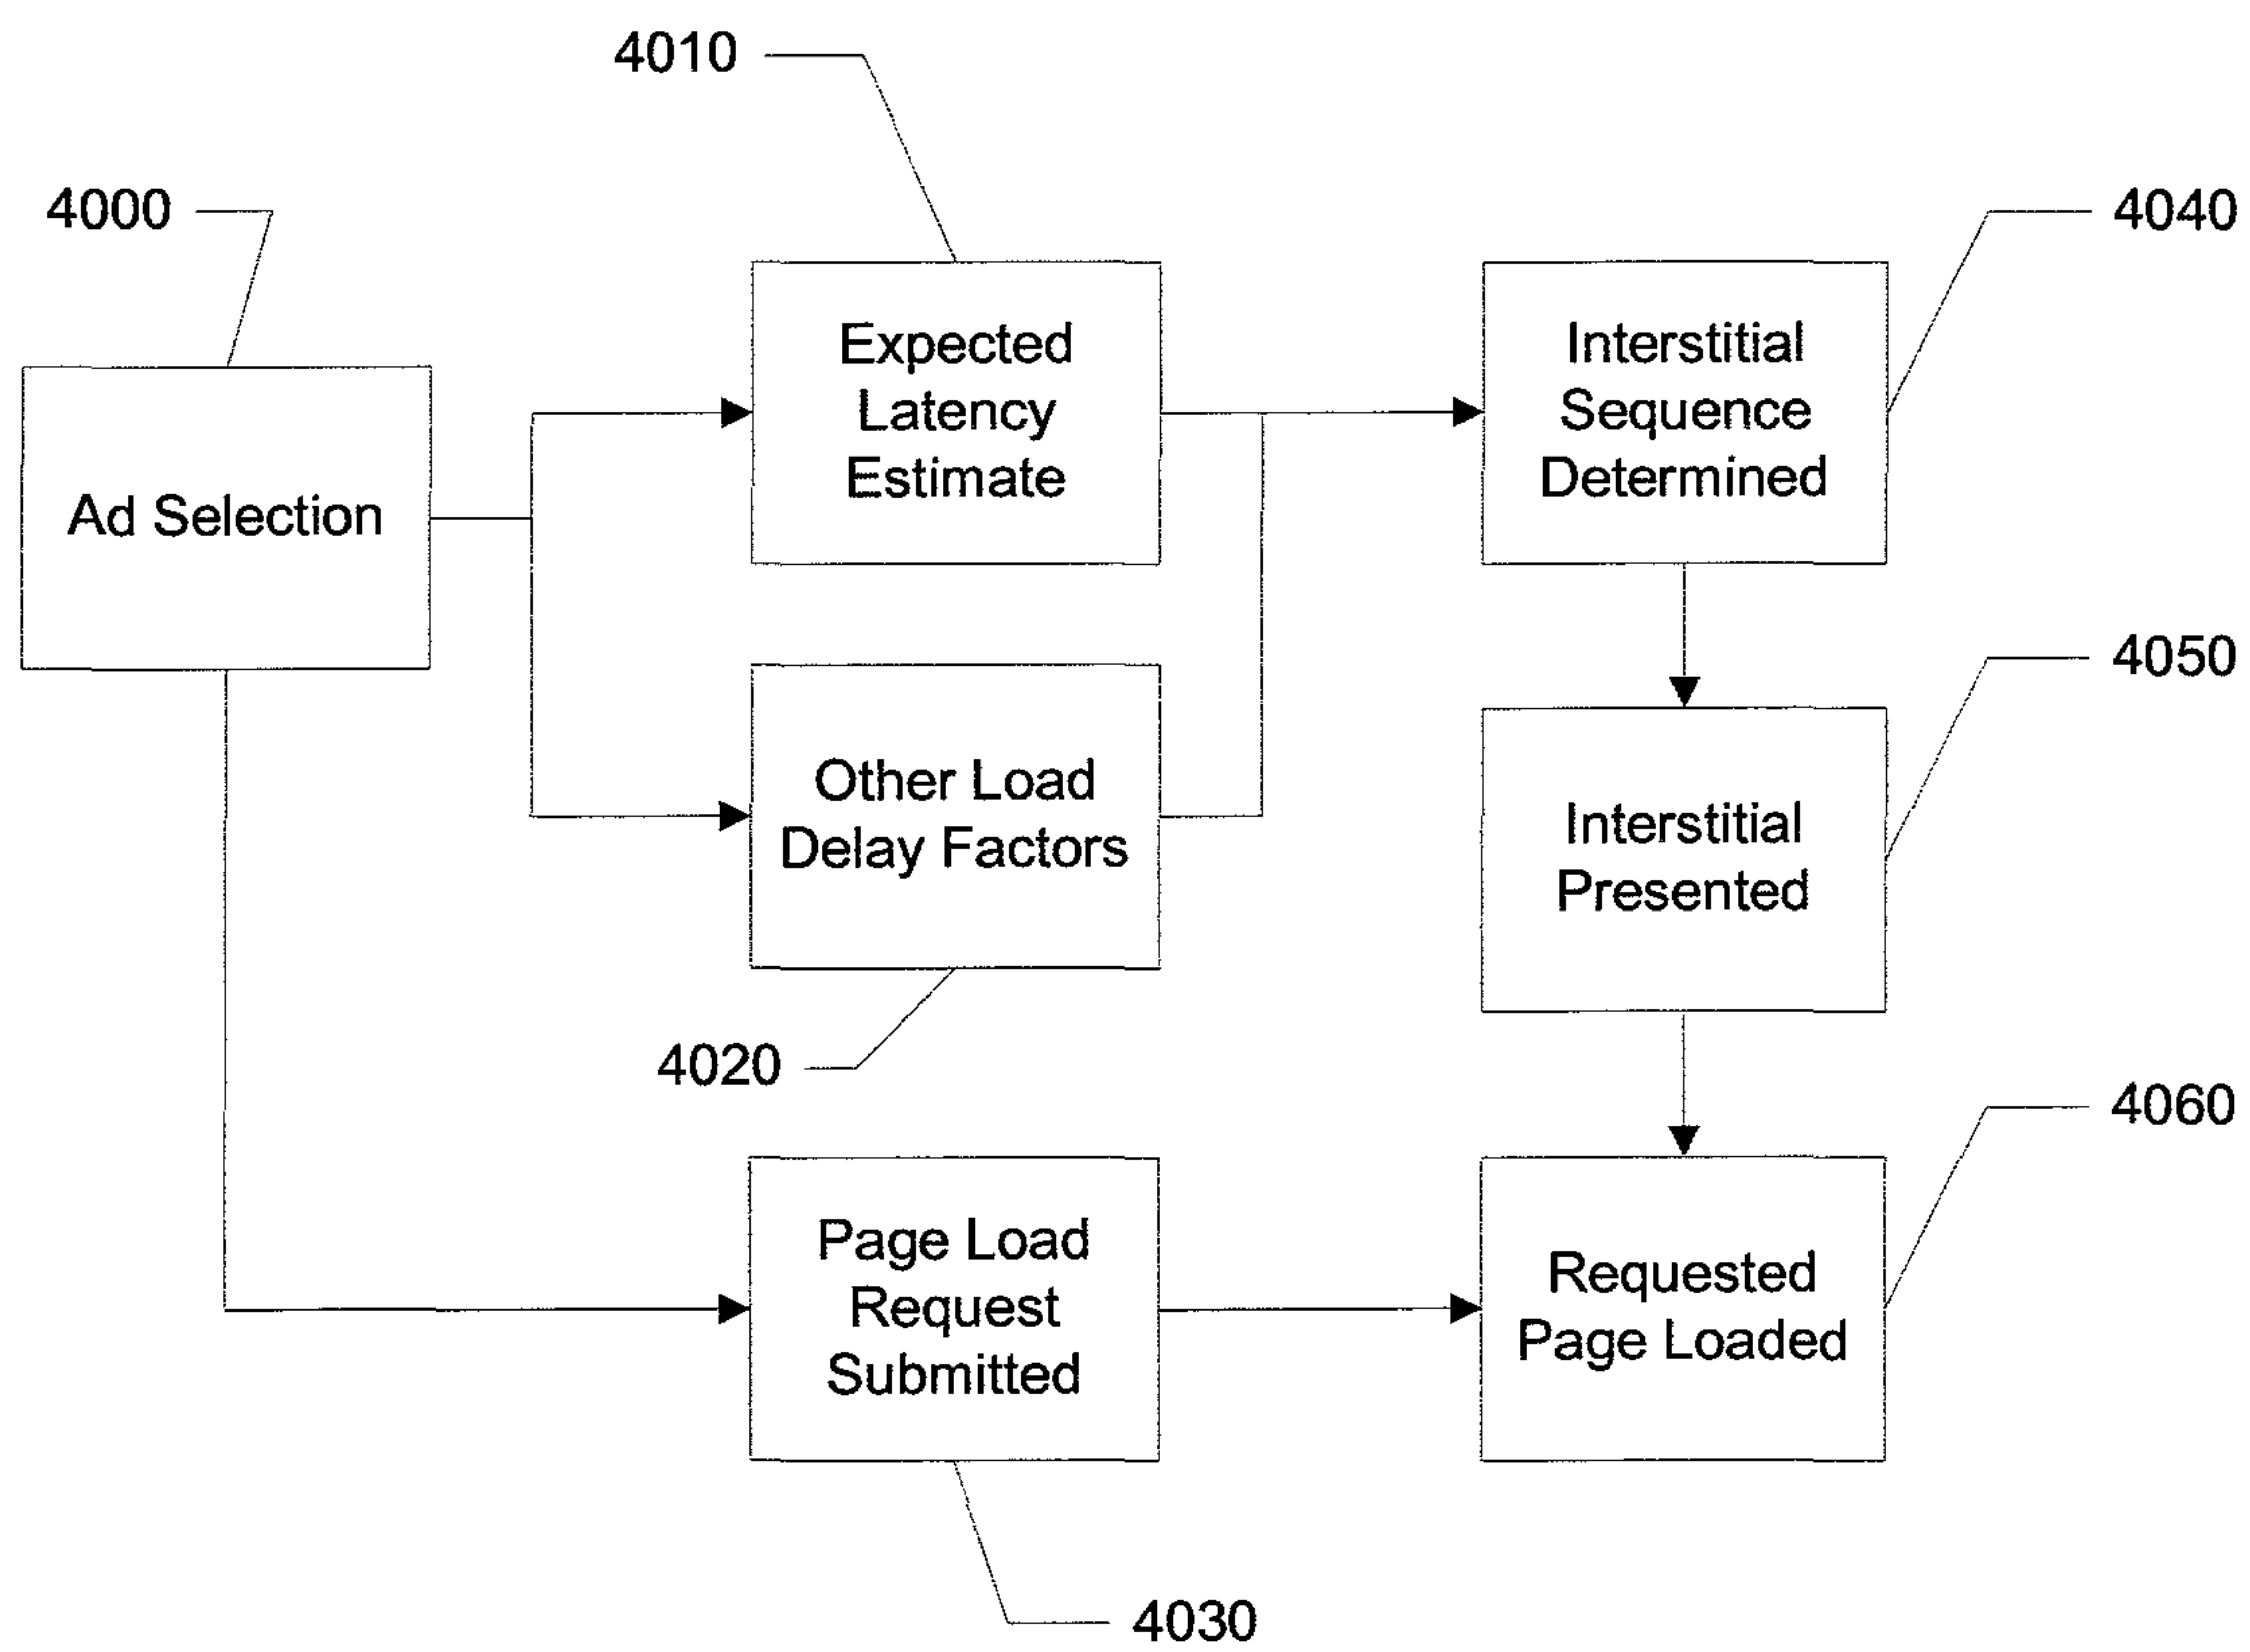 4010
4000
4040
Expected
Latency
Estimate
Interstitial
Sequence
Determined
Ad Selection
4050
Other Load
Delay Factors
Interstitial
Presented
4020
4060
Page Load
Request
Submitted
Requested
Page Loaded
4030